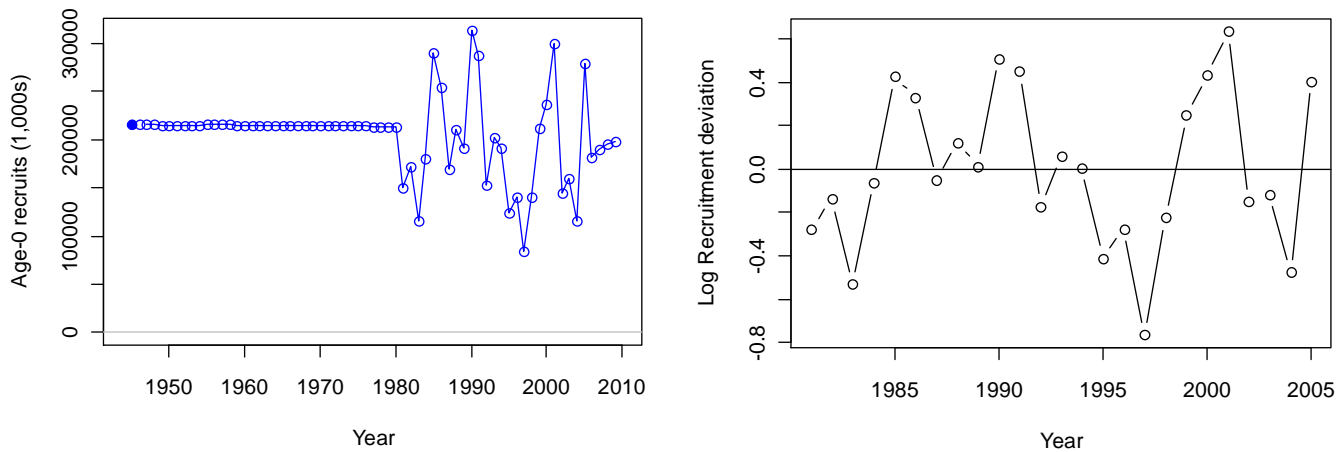 Age-0 recruits (1,000s)
300000
200000
100000
0
1950 1960 1970 1980 1990 2000 2010
Year
Log Recruitment deviation
0.4
0.0
-0.4
-0.8
1985 1990 1995 2000 2005
Year